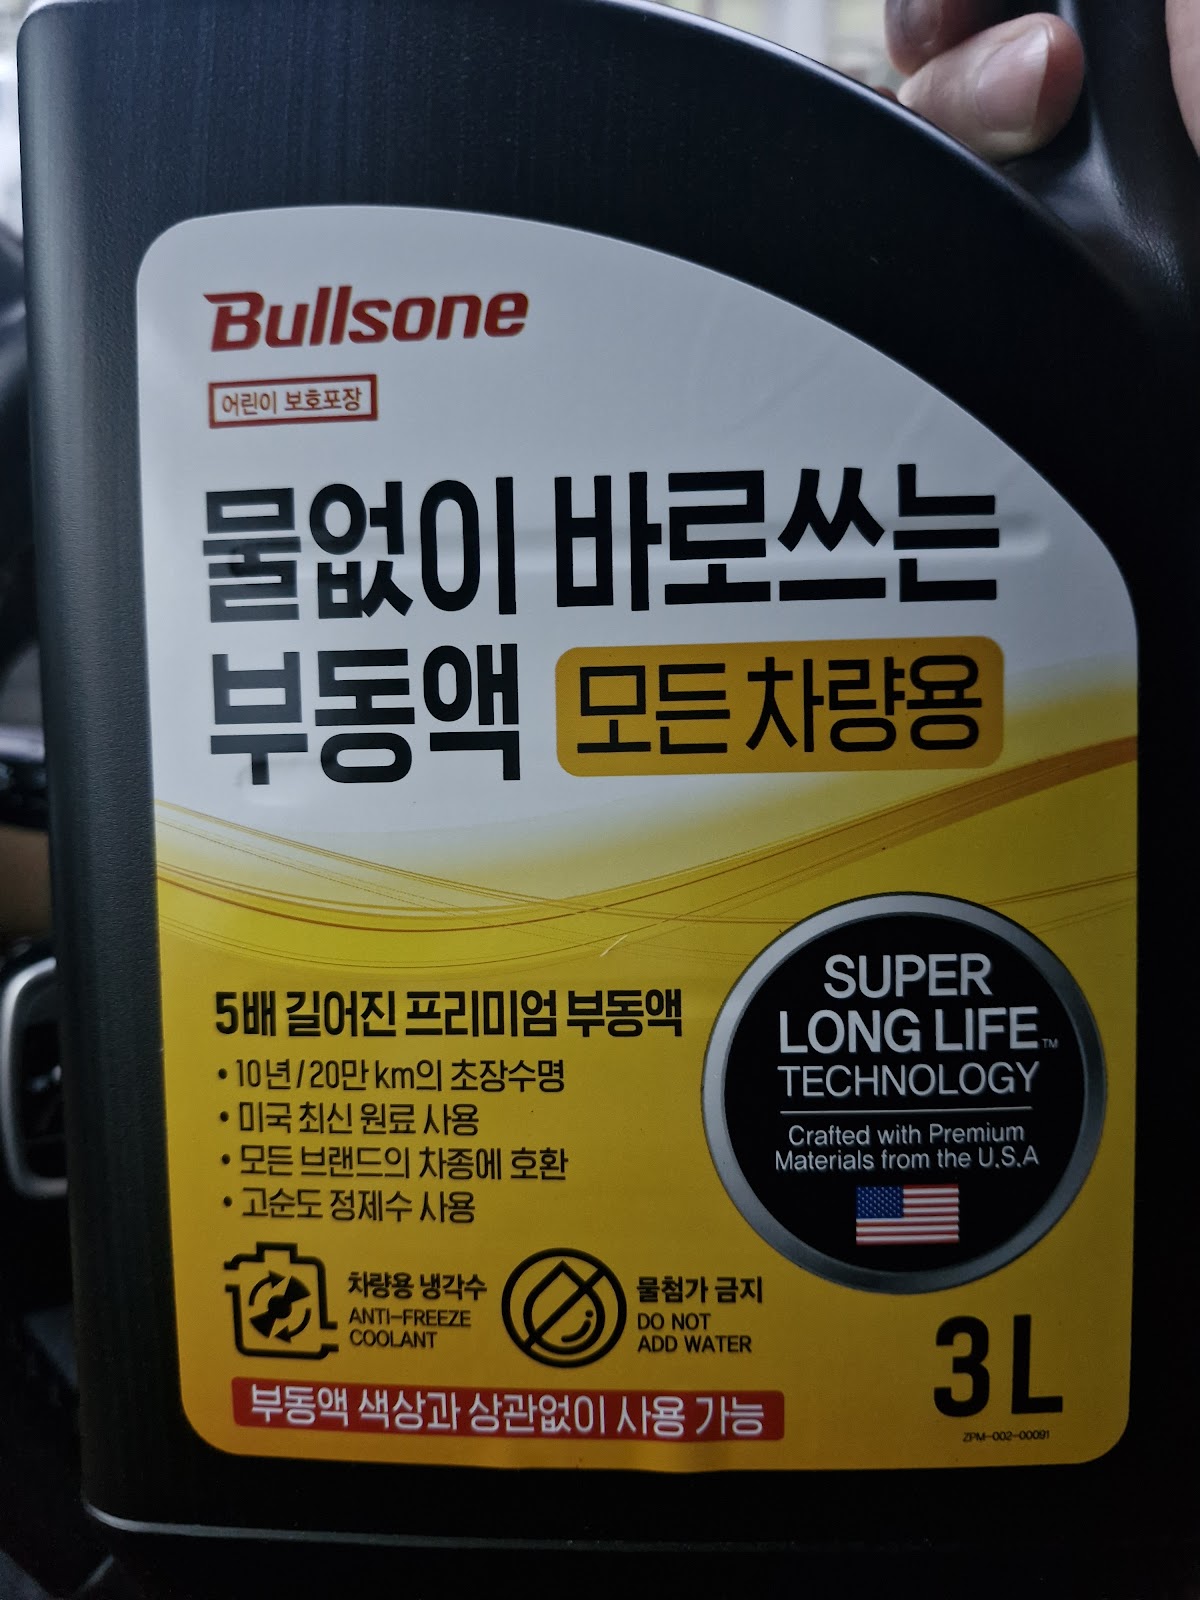 Bullsone
어린이 보호포장
물없이 바로쓰는
부동액 모든 차량용
5배 길어진 프리미엄 부동액
• 10년/20만 km의 초장수명
• 미국 최신 원료 사용
• 모든 브랜드의 차종에 호환
• 고순도 정제수 사용
SUPER
LONG LIFE™
TECHNOLOGY
Crafted with Premium
Materials from the U.S.A
차량용 냉각수
ANTI-FREEZE
COOLANT
물첨가 금지
DO NOT
ADD WATER
3L
ZPM-002-00091
부동액 색상과 상관없이 사용 가능